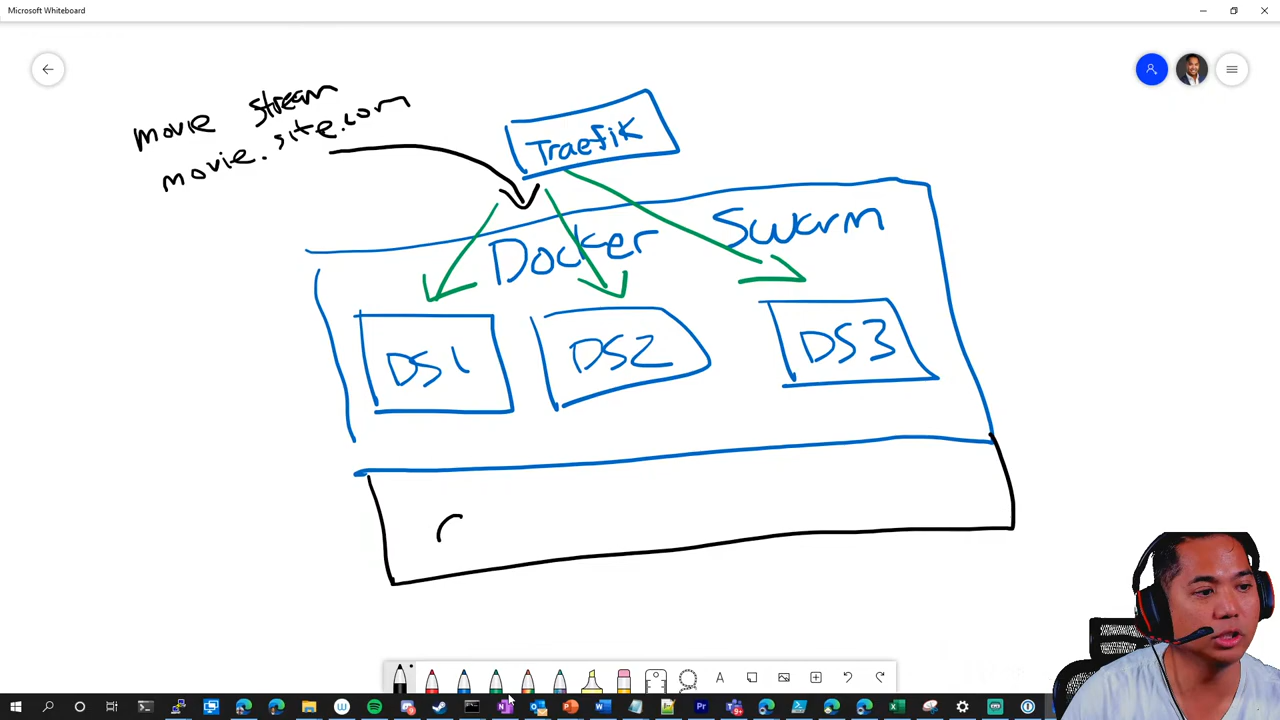 Microsoft Whiteboard
movie stream
movie.site.com
Traefik
Docker Swarm
DS1
DS2
DS3